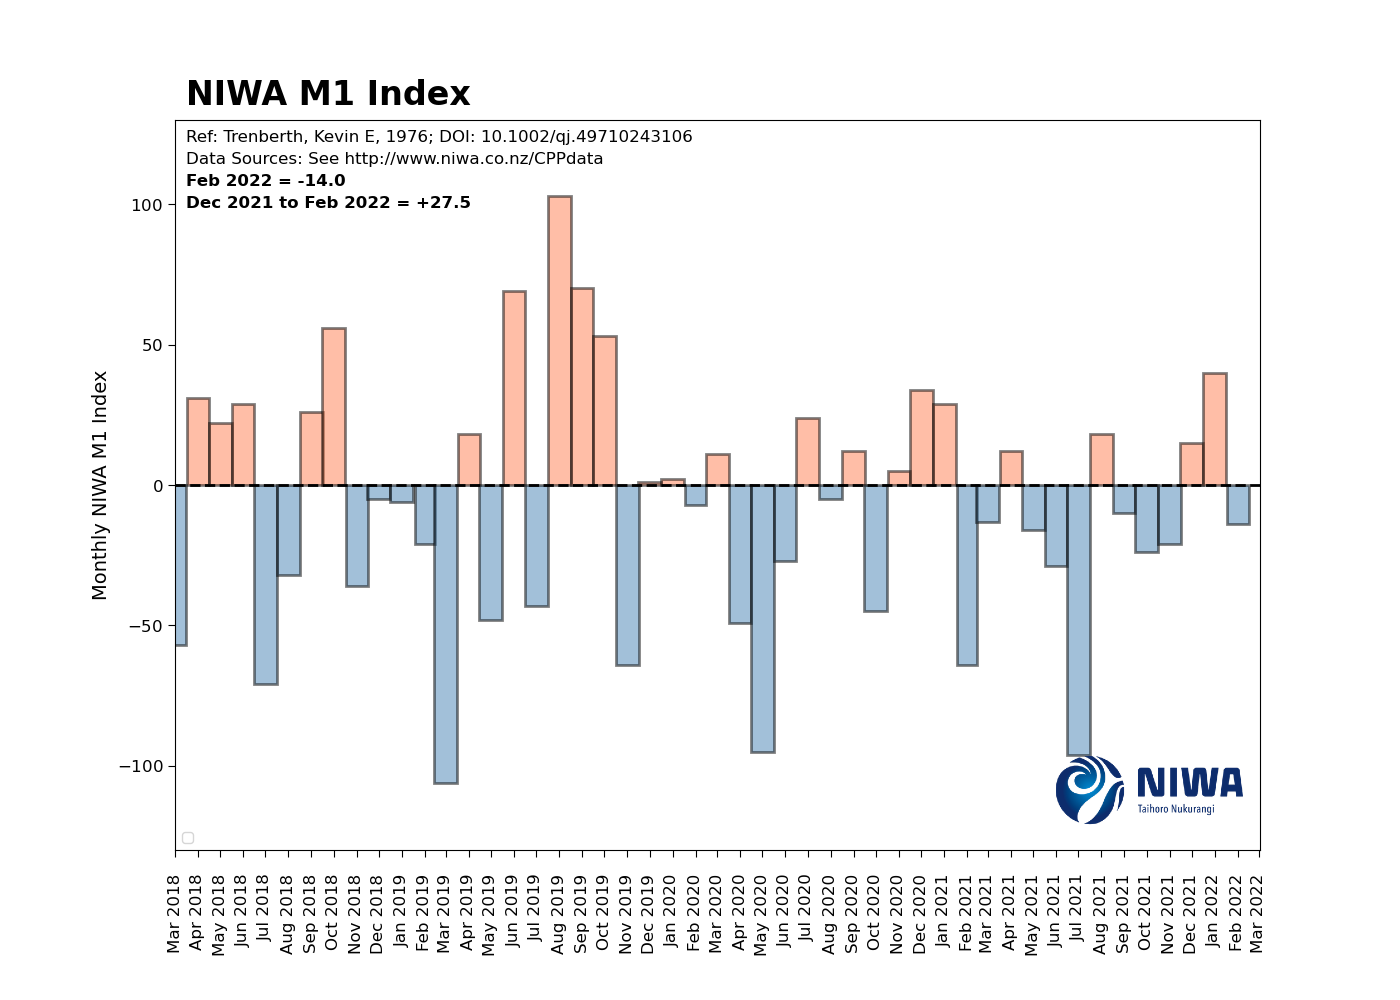 NIWA M1 Index
Ref: Trenberth, Kevin E, 1976; DOI: 10.1002/qj.49710243106
Data Sources: See http://www.niwa.co.nz/CPPdata
Feb 2022 = -14.0
Dec 2021 to Feb 2022 = +27.5
Monthly NIWA M1 Index
100
50
0
−50
−100
NIWA
Taihoro Nukurangi
Mar 2018
Apr 2018
May 2018
Jun 2018
Jul 2018
Aug 2018
Sep 2018
Oct 2018
Nov 2018
Dec 2018
Jan 2019
Feb 2019
Mar 2019
Apr 2019
May 2019
Jun 2019
Jul 2019
Aug 2019
Sep 2019
Oct 2019
Nov 2019
Dec 2019
Jan 2020
Feb 2020
Mar 2020
Apr 2020
May 2020
Jun 2020
Jul 2020
Aug 2020
Sep 2020
Oct 2020
Nov 2020
Dec 2020
Jan 2021
Feb 2021
Mar 2021
Apr 2021
May 2021
Jun 2021
Jul 2021
Aug 2021
Sep 2021
Oct 2021
Nov 2021
Dec 2021
Jan 2022
Feb 2022
Mar 2022